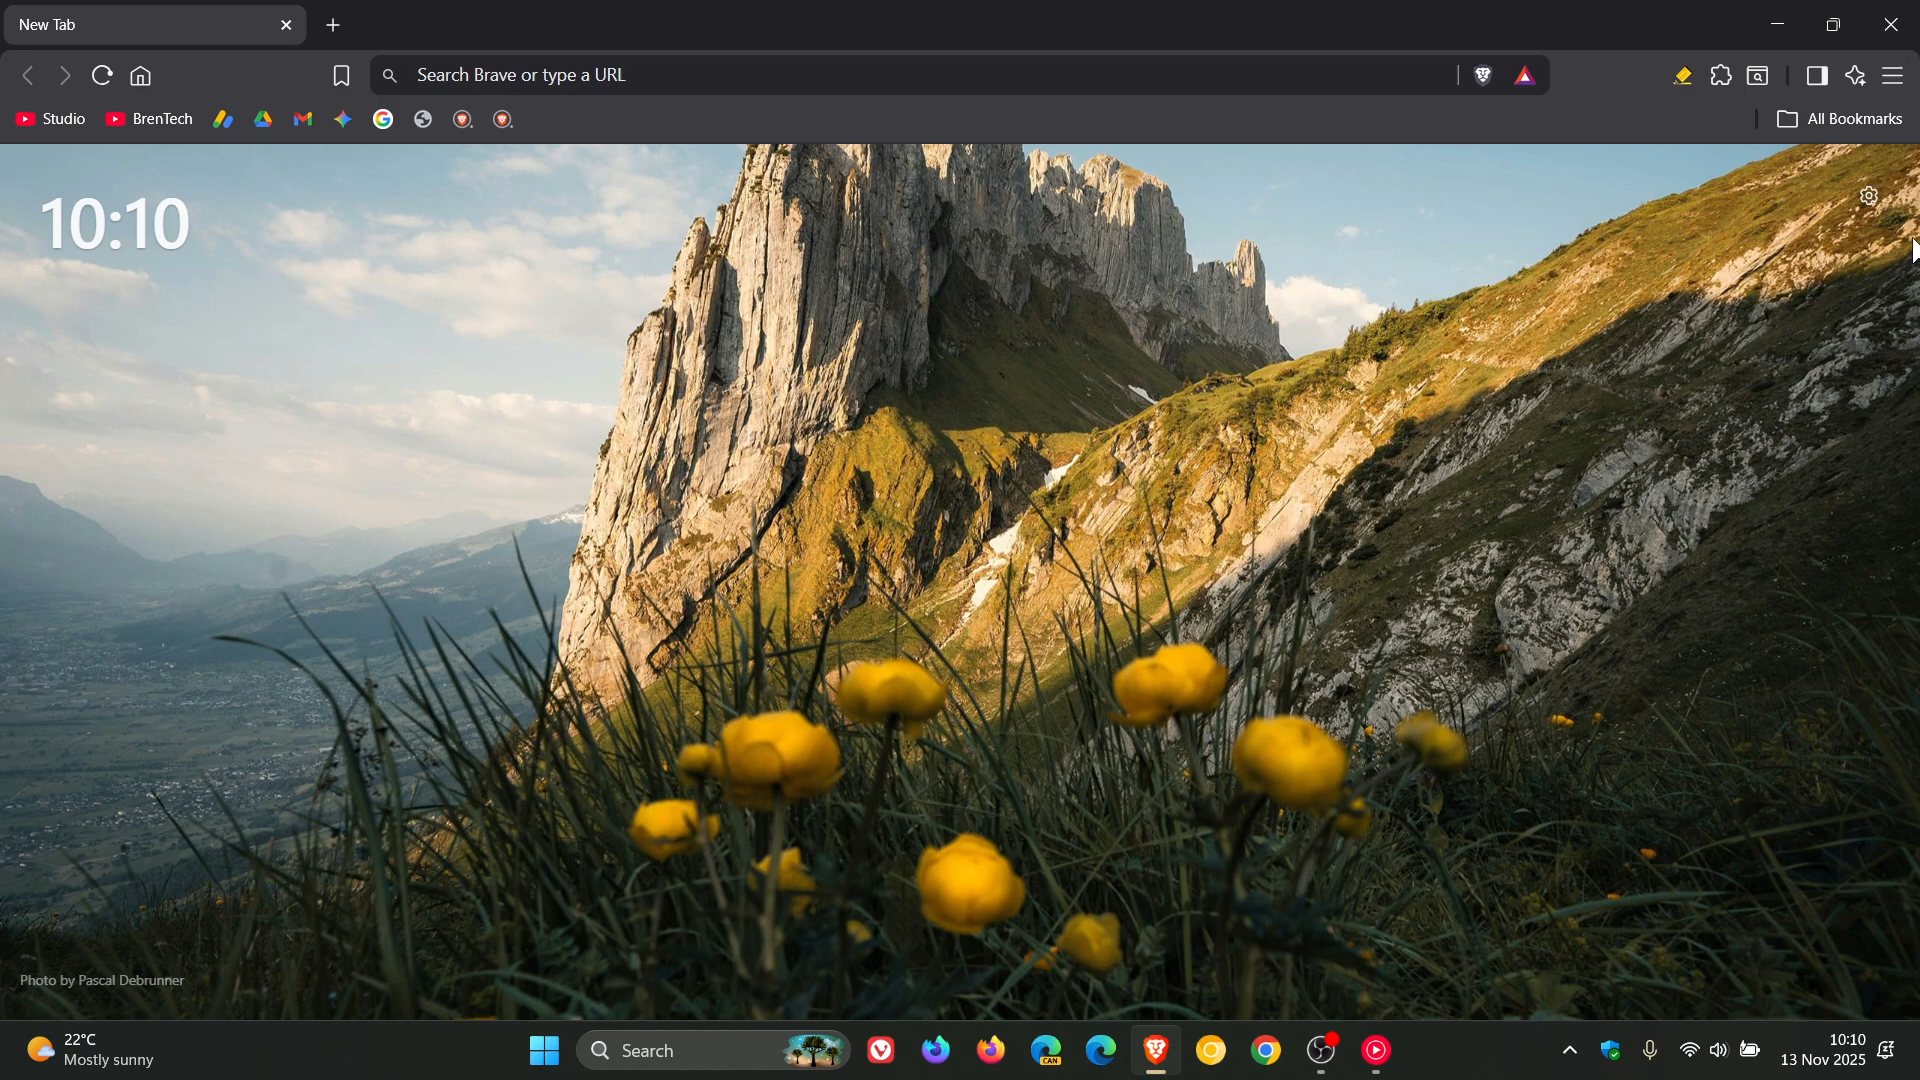 New Tab
Search Brave or type a URL
Studio
BrenTech
All Bookmarks
10:10
Photo by Pascal Debrunner
22°C
Mostly sunny
Search
CAN
10:10
13 Nov 2025